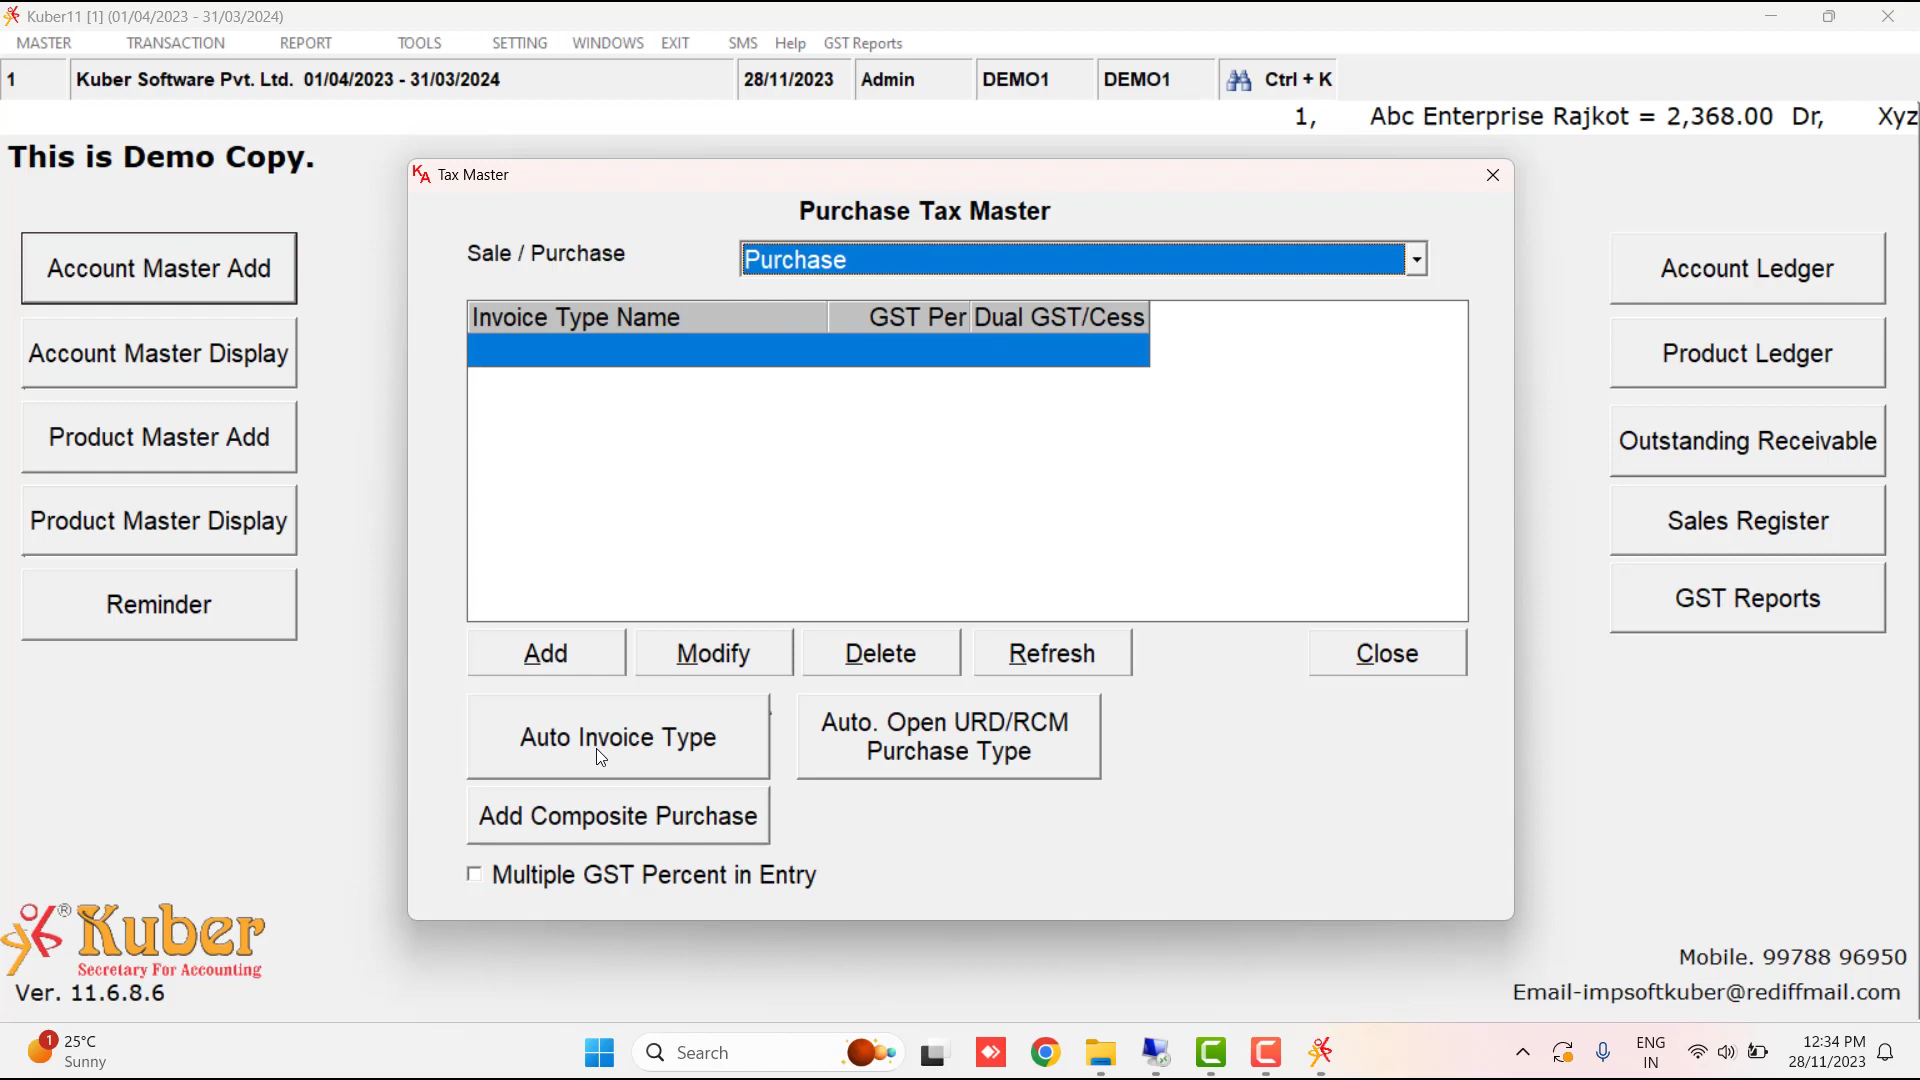 Kuber11 [1] (01/04/2023 - 31/03/2024)
MASTER TRANSACTION REPORT TOOLS SETTING WINDOWS EXIT SMS Help GST Reports
1 Kuber Software Pvt. Ltd. 01/04/2023 - 31/03/2024 28/11/2023 Admin DEMO1 DEMO1 Ctrl + K
1, Abc Enterprise Rajkot = 2,368.00 Dr, Xyz
This is Demo Copy.
KA Tax Master
Purchase Tax Master
Sale / Purchase Purchase
Invoice Type Name GST Per Dual GST/Cess
Account Master Add
Account Master Display
Product Master Add
Product Master Display
Reminder
Account Ledger
Product Ledger
Outstanding Receivable
Sales Register
GST Reports
Add Modify Delete Refresh Close
Auto Invoice Type
Auto. Open URD/RCM
Purchase Type
Add Composite Purchase
Multiple GST Percent in Entry
® Kuber
Secretary For Accounting
Ver. 11.6.8.6
Mobile. 99788 96950
Email-impsoftkuber@rediffmail.com
1 25°C
Sunny
Search
ENG
IN
12:34 PM
28/11/2023